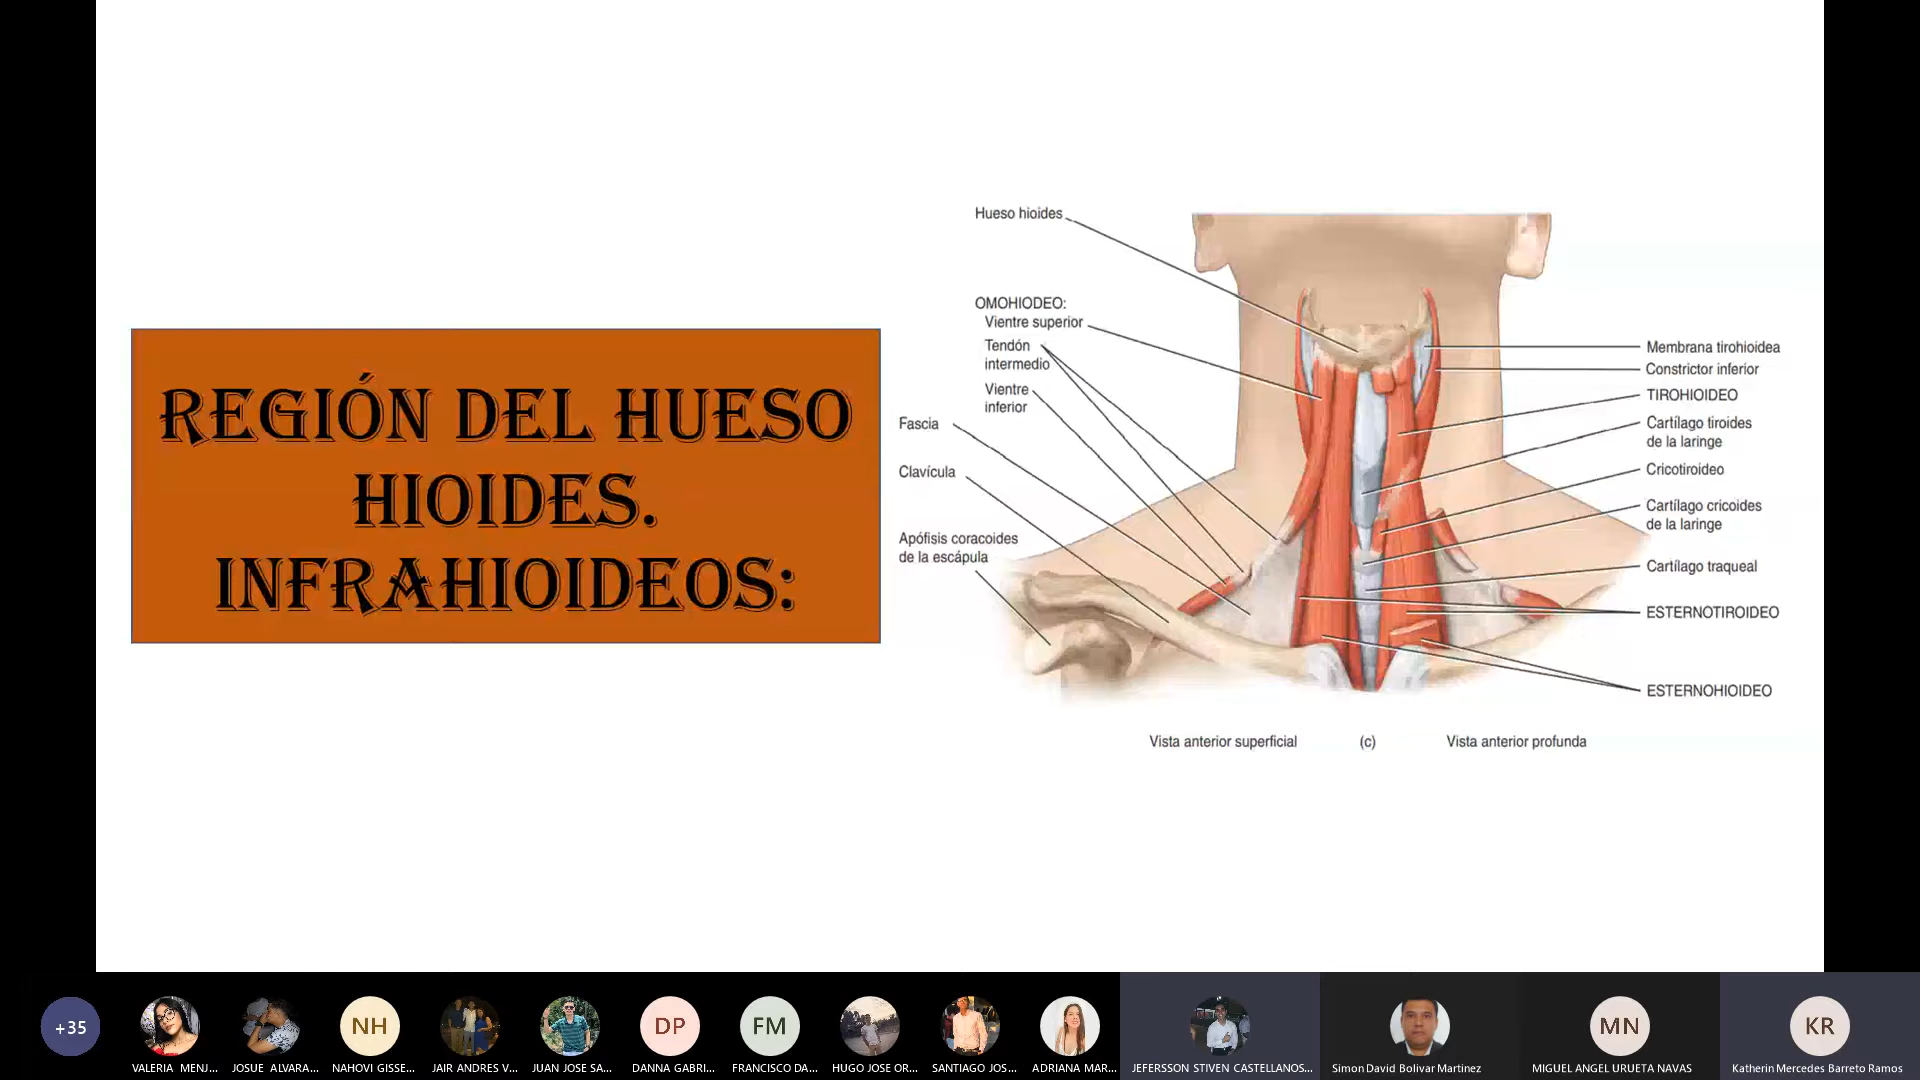 REGIÓN DEL HUESO
HIOIDES.
INFRAHIOIDEOS:
Hueso hioides
OMOHIODEO:
Vientre superior
Tendón
intermedio
Vientre
inferior
Fascia
Clavícula
Apófisis coracoides
de la escápula
Membrana tirohioidea
Constrictor inferior
TIROHIOIDEO
Cartílago tiroides
de la laringe
Cricotiroideo
Cartílago cricoides
de la laringe
Cartílago traqueal
ESTERNOTIROIDEO
ESTERNOHIOIDEO
Vista anterior superficial
(c)
Vista anterior profunda
+35
VALERIA MENJ...
JOSUE ALVARA...
NH
NAHOVI GISSE...
JAIR ANDRES V...
JUAN JOSE SA...
DP
DANNA GABRI...
FM
FRANCISCO DA...
HUGO JOSE OR...
SANTIAGO JOS...
ADRIANA MAR...
JEFERSSON STIVEN CASTELLANOS...
Simon David Bolivar Martinez
MN
MIGUEL ANGEL URUETA NAVAS
KR
Katherin Mercedes Barreto Ramos